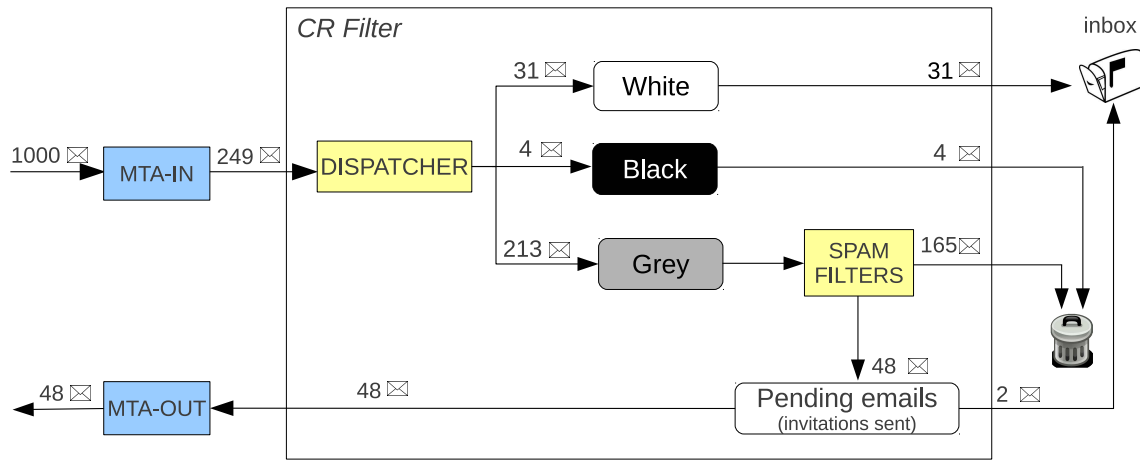 CR Filter
inbox
31
White
31
1000
MTA-IN
249
DISPATCHER
4
Black
4
213
Grey
SPAM
FILTERS
165
48
MTA-OUT
48
48
Pending emails
(invitations sent)
2